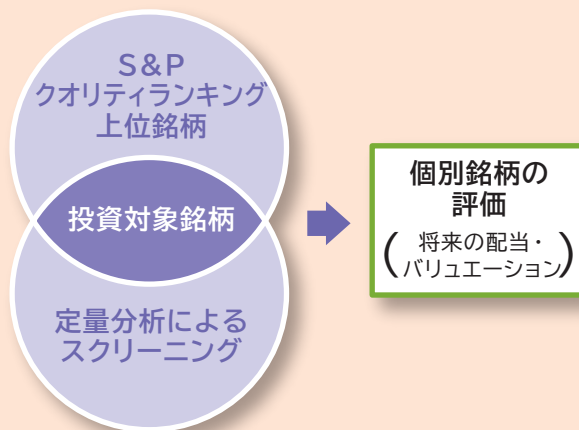 S&P
クオリティランキング
上位銘柄
投資対象銘柄
定量分析による
スクリーニング
個別銘柄の
評価
(将来の配当・
バリュエーション)